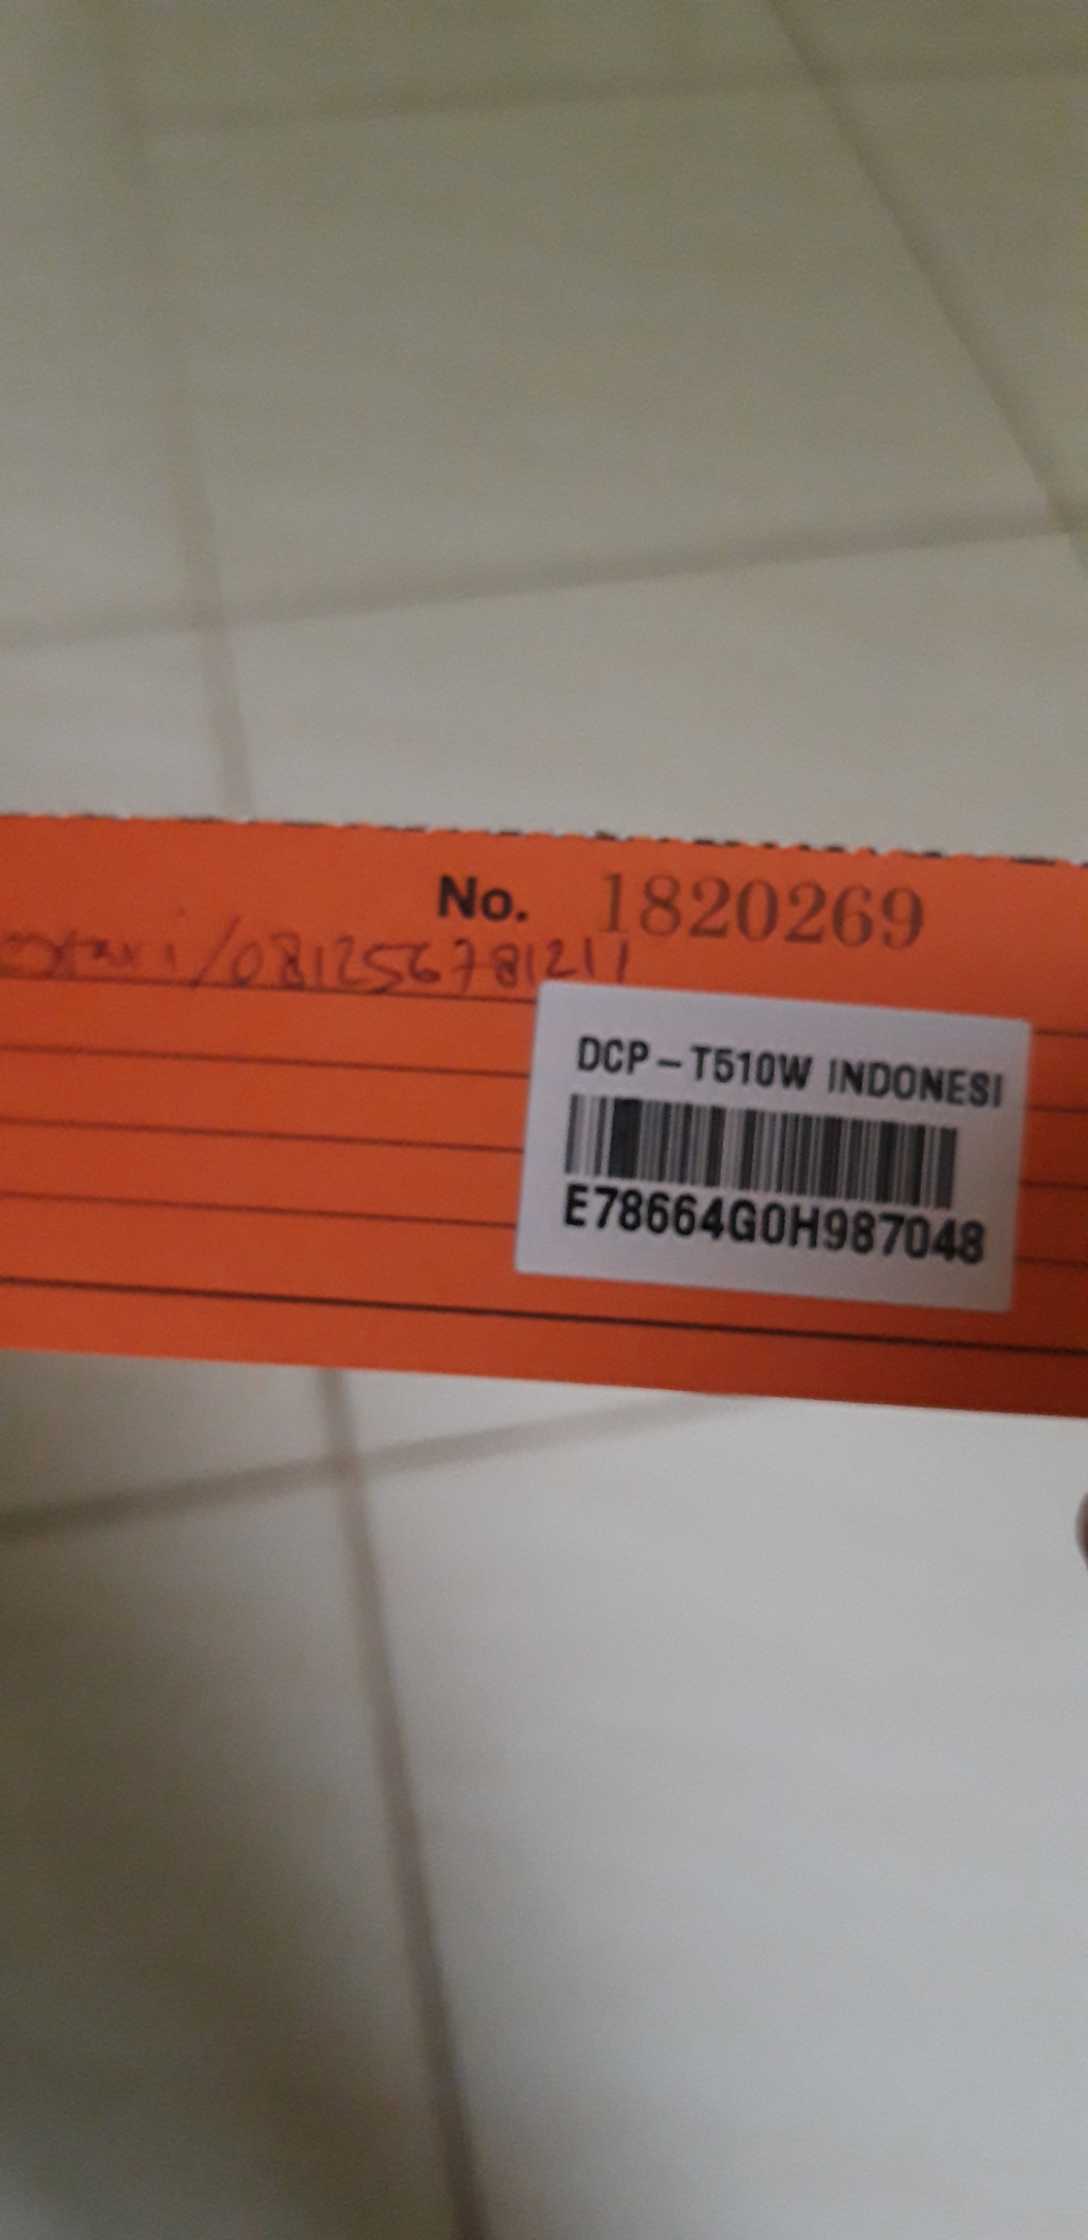 No. 1820269
/081256781211
DCP-T510W INDONESI
E78664G0H987048